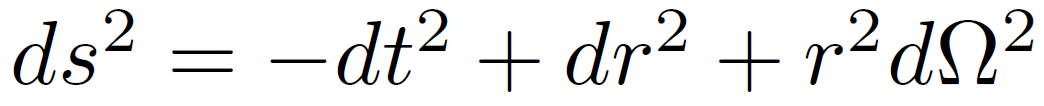 ds² = −dt² + dr² + r²dΩ²